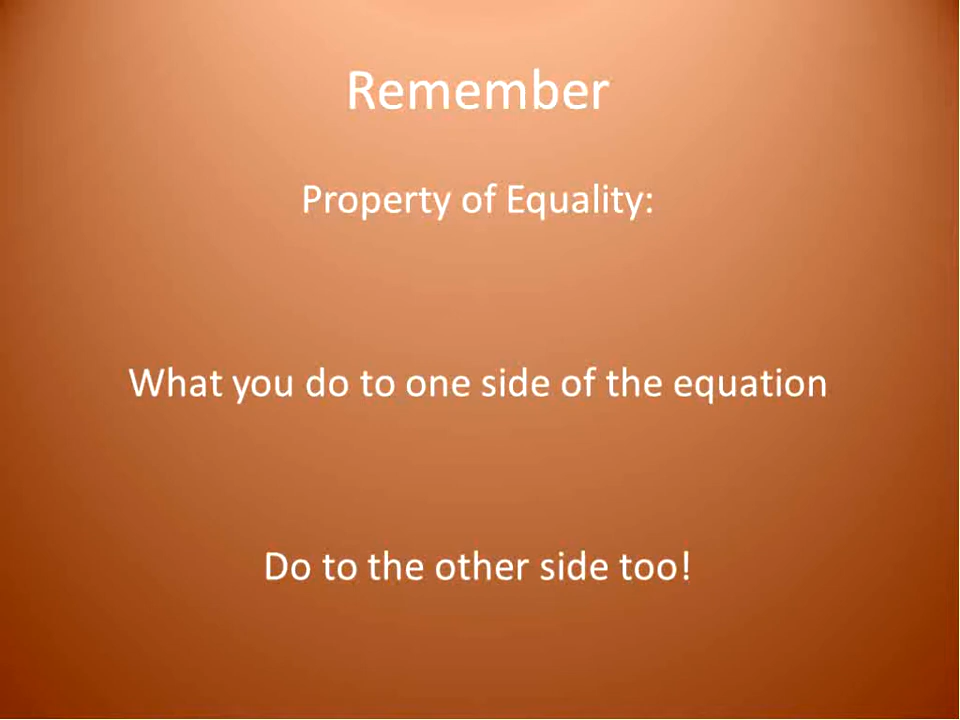 Remember
Property of Equality:
What you do to one side of the equation
Do to the other side too!